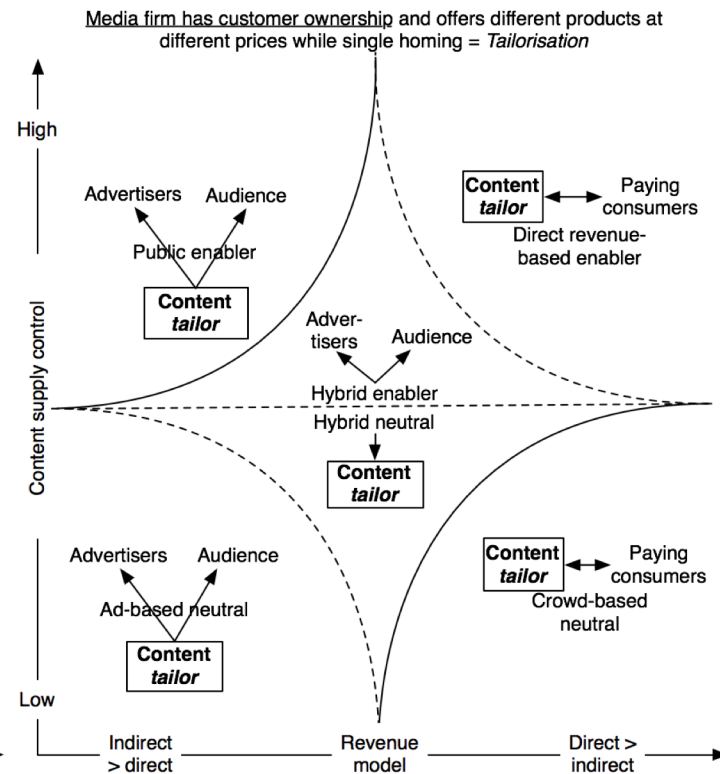 Media firm has customer ownership and offers different products at
different prices while single homing = Tailorisation
High
Advertisers
Audience
Public enabler
Content
tailor
Content
tailor
Paying
consumers
Direct revenue-
based enabler
Content supply control
Adver-
tisers
Audience
Hybrid enabler
Hybrid neutral
Content
tailor
Advertisers
Audience
Ad-based neutral
Content
tailor
Content
tailor
Paying
consumers
Crowd-based
neutral
Low
Indirect
> direct
Revenue
model
Direct >
indirect